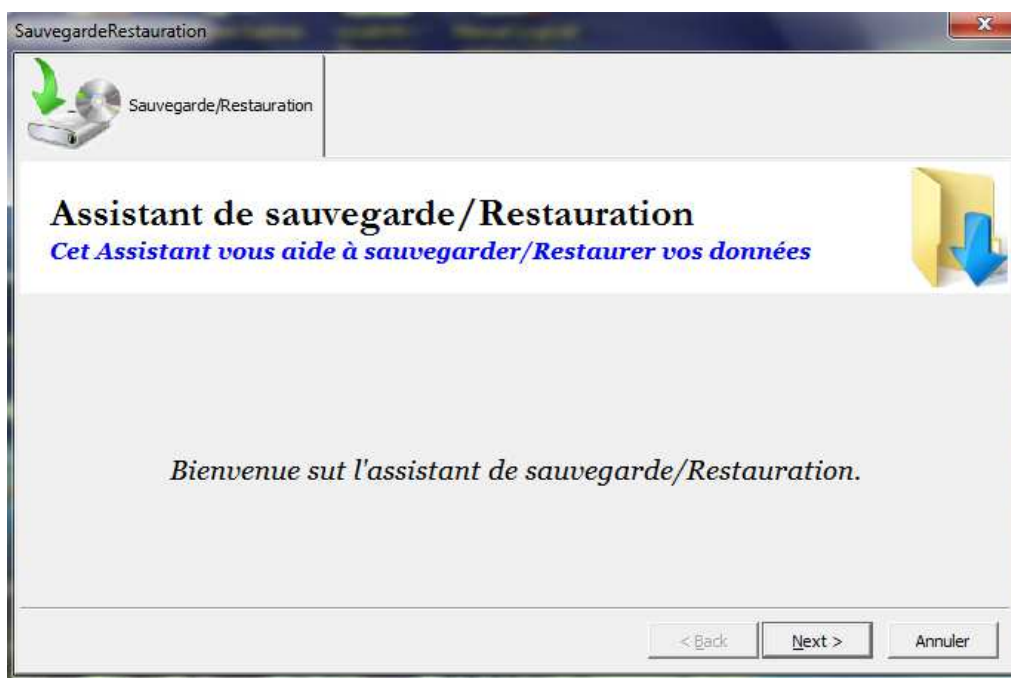 SauvegardeRestauration
Sauvegarde/Restauration
Assistant de sauvegarde/Restauration
Cet Assistant vous aide à sauvegarder/Restaurer vos données
Bienvenue sut l'assistant de sauvegarde/Restauration.
< Back Next > Annuler